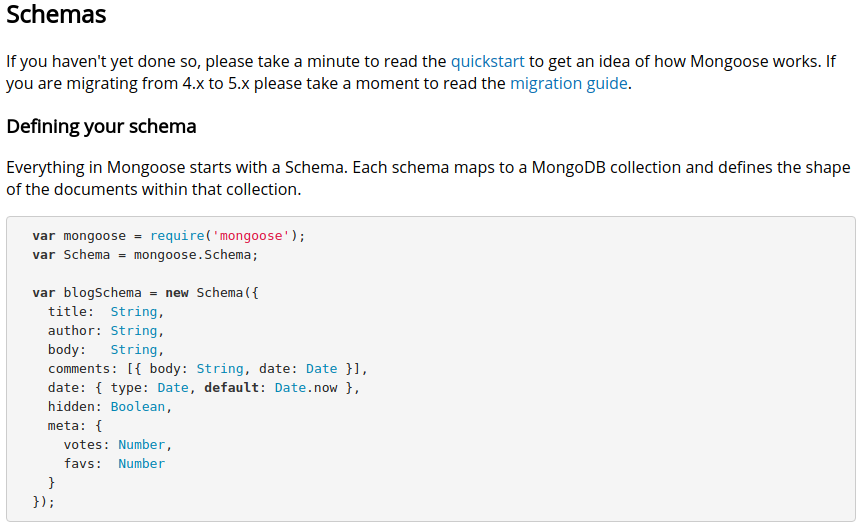 Schemas
If you haven't yet done so, please take a minute to read the quickstart to get an idea of how Mongoose works. If
you are migrating from 4.x to 5.x please take a moment to read the migration guide.
Defining your schema
Everything in Mongoose starts with a Schema. Each schema maps to a MongoDB collection and defines the shape
of the documents within that collection.
var mongoose = require('mongoose');
var Schema = mongoose.Schema;

var blogSchema = new Schema({
  title:  String,
  author: String,
  body:   String,
  comments: [{ body: String, date: Date }],
  date: { type: Date, default: Date.now },
  hidden: Boolean,
  meta: {
    votes: Number,
    favs:  Number
  }
});